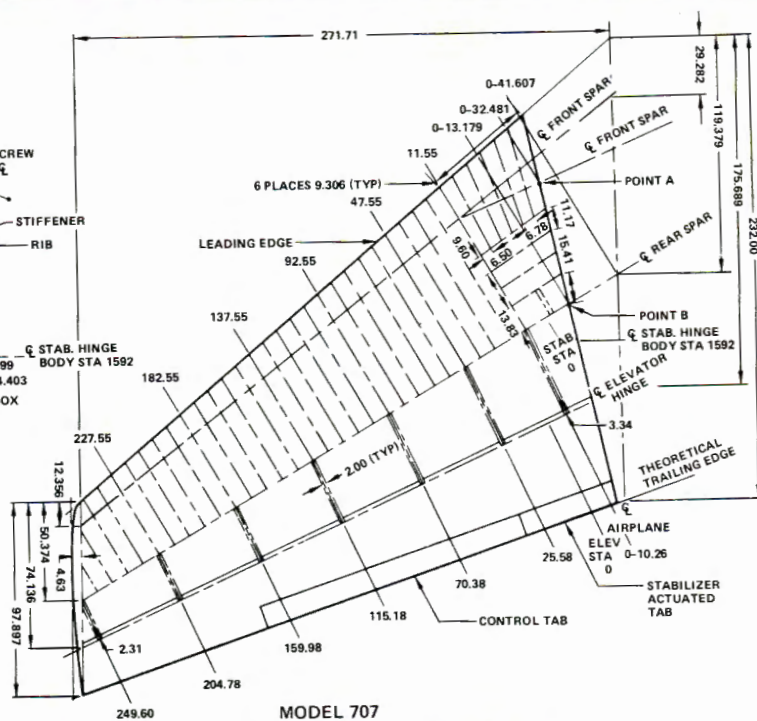 271.71
29.282
119.379
175.689
232.00
0-41.607
0-32.481
0-13.179
11.55
℄ FRONT SPAR
℄ FRONT SPAR
6 PLACES 9.306 (TYP)
POINT A
CREW
℄
STIFFENER
RIB
47.55
LEADING EDGE
92.55
11.17
6.78
15.41
9.60
6.50
℄ REAR SPAR
137.55
13.83
POINT B
℄ STAB. HINGE
BODY STA 1592
STAB
STA
0
℄ STAB. HINGE
BODY STA 1592
99
4.403
OX
182.55
℄ ELEVATOR
HINGE
227.55
3.34
2.00 (TYP)
THEORETICAL
TRAILING EDGE
12.356
50.374
4.63
74.136
97.897
℄
AIRPLANE
ELEV
STA
0
0-10.26
25.58
STABILIZER
ACTUATED
TAB
70.38
115.18
CONTROL TAB
2.31
159.98
204.78
249.60
MODEL 707